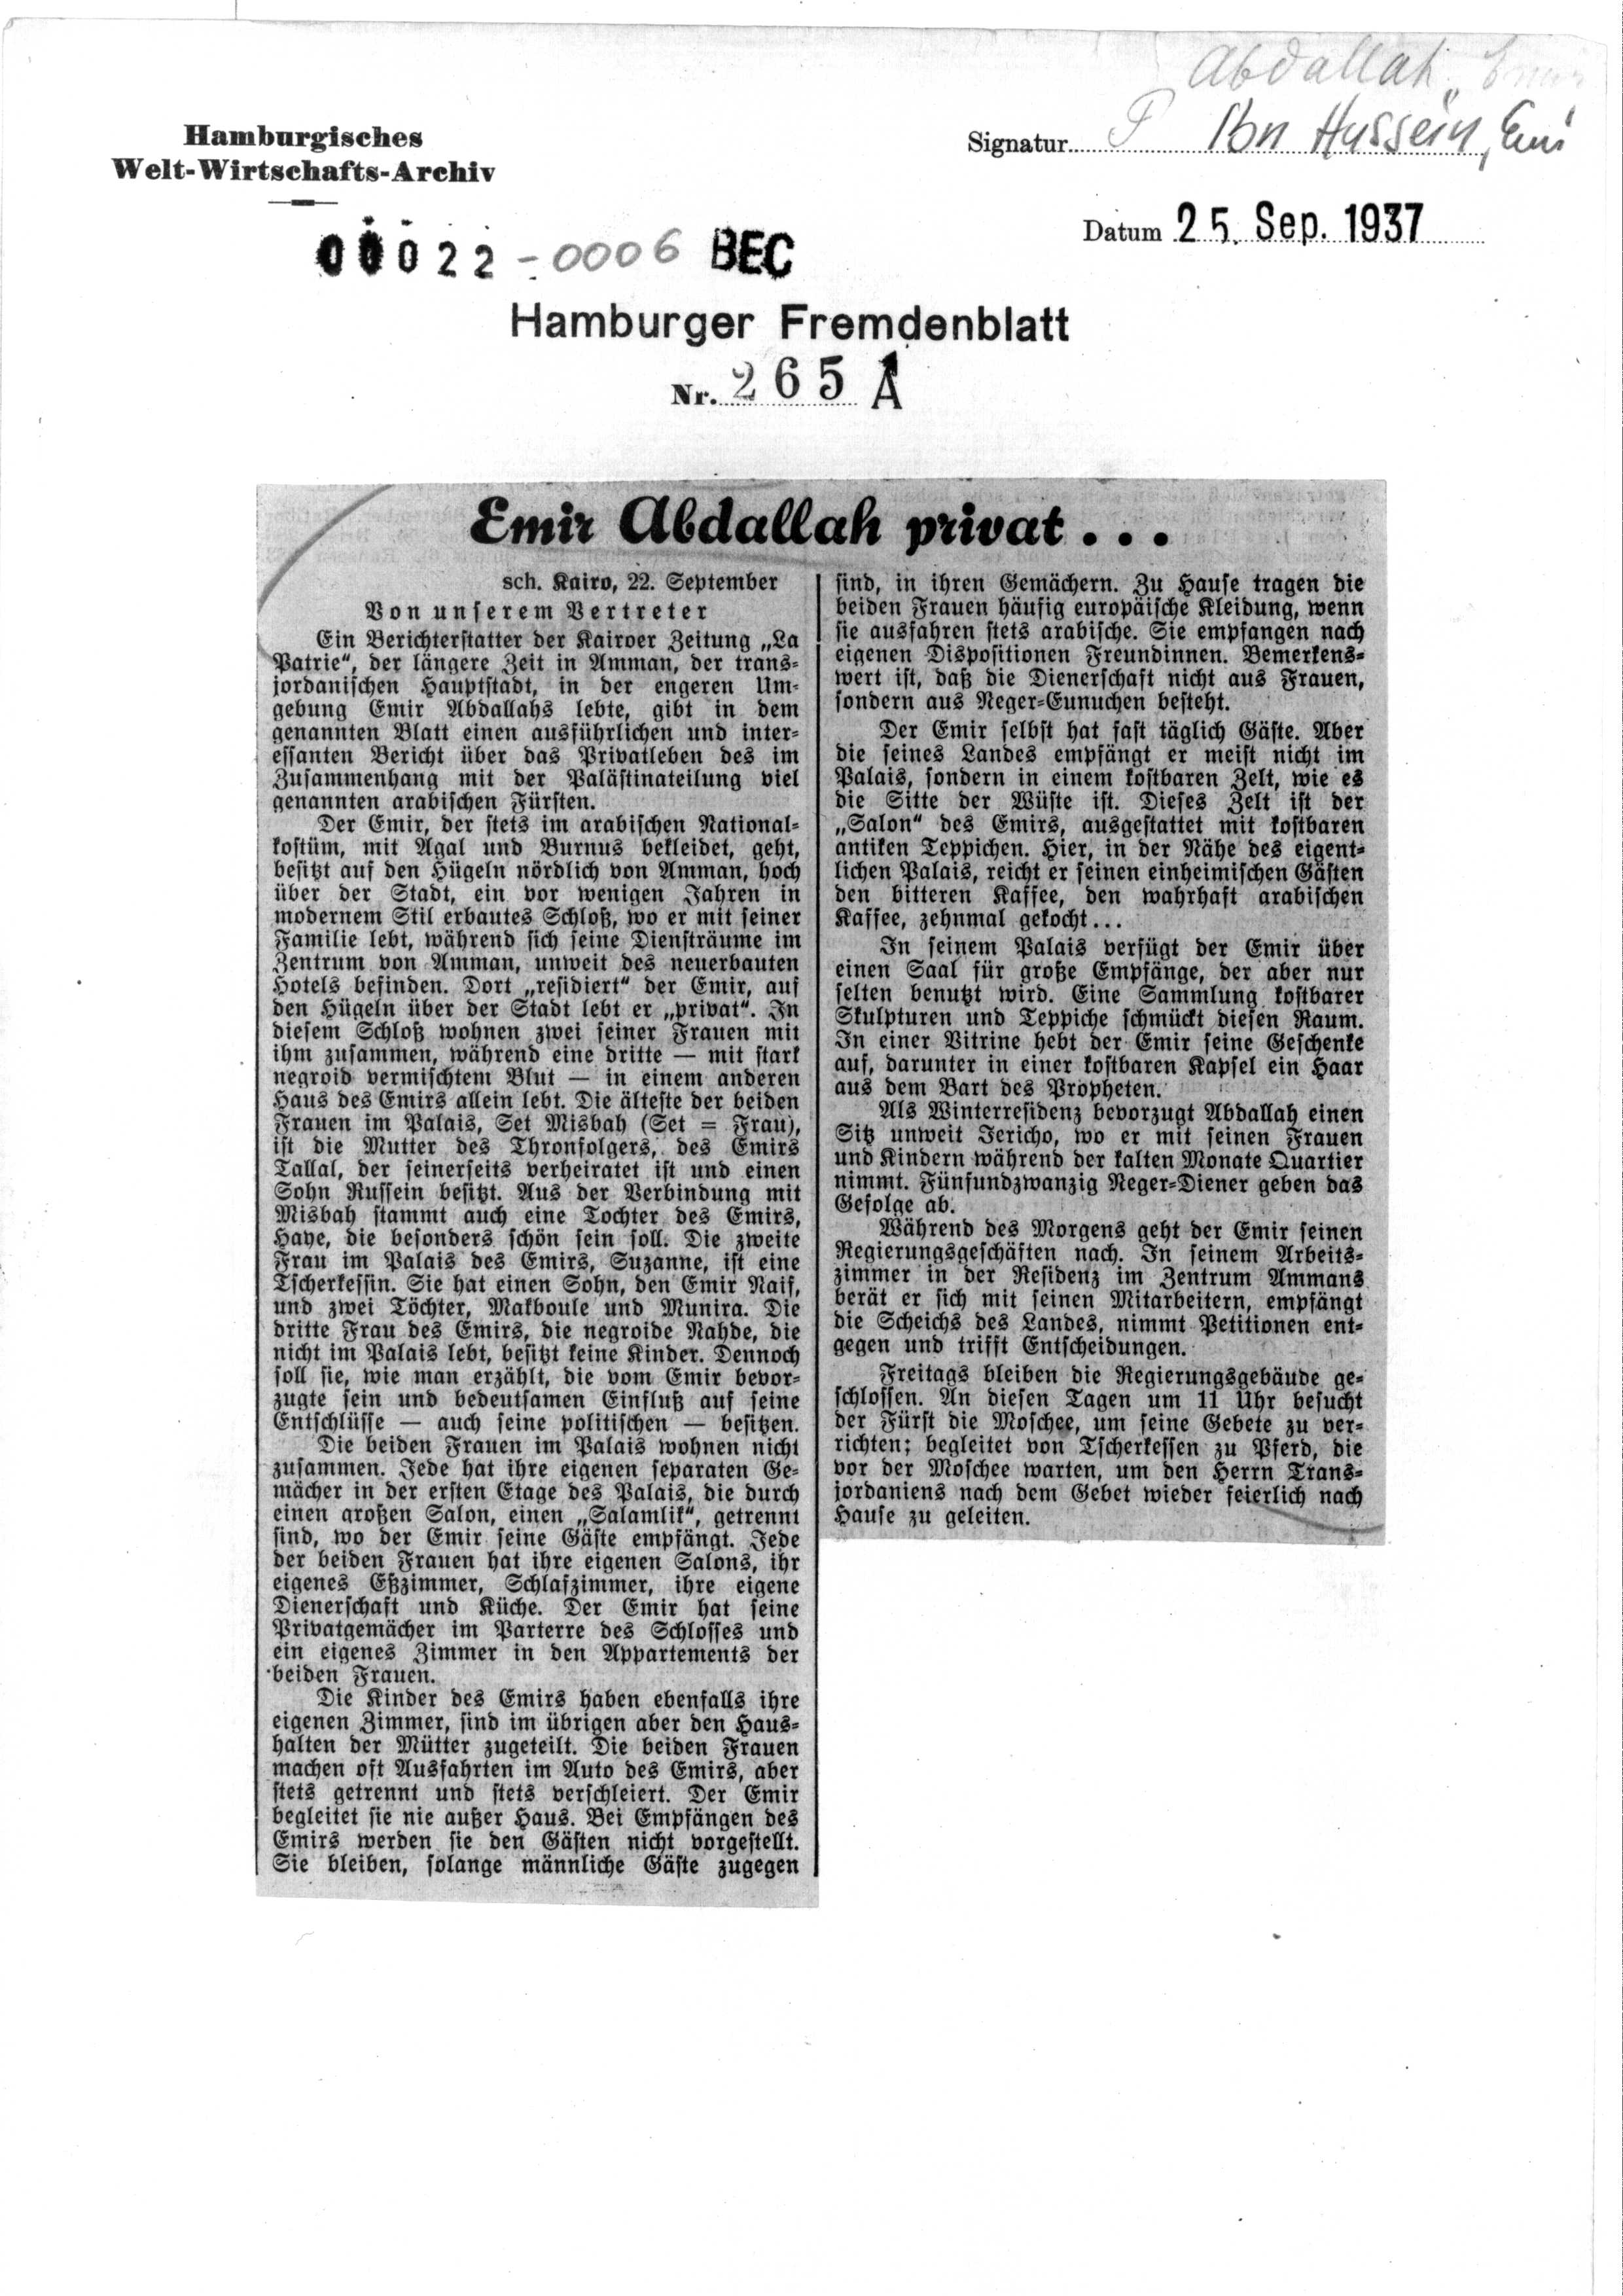 Abdallah, Emir
Hamburgisches
Welt-Wirtschafts-Archiv
Signatur P Ibn Hussein, Emi
Datum 25. Sep. 1937
00022-0006 BEC
Hamburger Fremdenblatt
Nr. 265 A
Emir Abdallah privat...
sch. Kairo, 22. September
Von unserem Vertreter
Ein Berichterstatter der Kairoer Zeitung „La
Patrie“, der längere Zeit in Amman, der trans-
jordanischen Hauptstadt, in der engeren Um-
gebung Emir Abdallahs lebte, gibt in dem
genannten Blatt einen ausführlichen und inter-
essanten Bericht über das Privatleben des im
Zusammenhang mit der Palästinateilung viel
genannten arabischen Fürsten.
Der Emir, der stets im arabischen National-
kostüm, mit Agal und Burnus bekleidet, geht,
besitzt auf den Hügeln nördlich von Amman, hoch
über der Stadt, ein vor wenigen Jahren in
modernem Stil erbautes Schloß, wo er mit seiner
Familie lebt, während sich seine Diensträume im
Zentrum von Amman, unweit des neuerbauten
Hotels befinden. Dort „residiert“ der Emir, auf
den Hügeln über der Stadt lebt er „privat“. In
diesem Schloß wohnen zwei seiner Frauen mit
ihm zusammen, während eine dritte — mit stark
negroid vermischtem Blut — in einem anderen
Haus des Emirs allein lebt. Die älteste der beiden
Frauen im Palais, Set Misbah (Set = Frau),
ist die Mutter des Thronfolgers, des Emirs
Tallal, der seinerseits verheiratet ist und einen
Sohn Russein besitzt. Aus der Verbindung mit
Misbah stammt auch eine Tochter des Emirs,
Haye, die besonders schön sein soll. Die zweite
Frau im Palais des Emirs, Suzanne, ist eine
Tscherkessin. Sie hat einen Sohn, den Emir Naif,
und zwei Töchter, Makboule und Munira. Die
dritte Frau des Emirs, die negroide Nahde, die
nicht im Palais lebt, besitzt keine Kinder. Dennoch
soll sie, wie man erzählt, die vom Emir bevor-
zugte sein und bedeutsamen Einfluß auf seine
Entschlüsse — auch seine politischen — besitzen.
Die beiden Frauen im Palais wohnen nicht
zusammen. Jede hat ihre eigenen separaten Ge-
mächer in der ersten Etage des Palais, die durch
einen großen Salon, einen „Salamlik“, getrennt
sind, wo der Emir seine Gäste empfängt. Jede
der beiden Frauen hat ihre eigenen Salons, ihr
eigenes Eßzimmer, Schlafzimmer, ihre eigene
Dienerschaft und Küche. Der Emir hat seine
Privatgemächer im Parterre des Schlosses und
ein eigenes Zimmer in den Appartements der
beiden Frauen.
Die Kinder des Emirs haben ebenfalls ihre
eigenen Zimmer, sind im übrigen aber den Haus-
halten der Mütter zugeteilt. Die beiden Frauen
machen oft Ausfahrten im Auto des Emirs, aber
stets getrennt und stets verschleiert. Der Emir
begleitet sie nie außer Haus. Bei Empfängen des
Emirs werden sie den Gästen nicht vorgestellt.
Sie bleiben, solange männliche Gäste zugegen
sind, in ihren Gemächern. Zu Hause tragen die
beiden Frauen häufig europäische Kleidung, wenn
sie ausfahren stets arabische. Sie empfangen nach
eigenen Dispositionen Freundinnen. Bemerkens-
wert ist, daß die Dienerschaft nicht aus Frauen,
sondern aus Neger-Eunuchen besteht.
Der Emir selbst hat fast täglich Gäste. Aber
die seines Landes empfängt er meist nicht im
Palais, sondern in einem kostbaren Zelt, wie es
die Sitte der Wüste ist. Dieses Zelt ist der
„Salon“ des Emirs, ausgestattet mit kostbaren
antiken Teppichen. Hier, in der Nähe des eigent-
lichen Palais, reicht er seinen einheimischen Gästen
den bitteren Kaffee, den wahrhaft arabischen
Kaffee, zehnmal gekocht...
In seinem Palais verfügt der Emir über
einen Saal für große Empfänge, der aber nur
selten benutzt wird. Eine Sammlung kostbarer
Skulpturen und Teppiche schmückt diesen Raum.
In einer Vitrine hebt der Emir seine Geschenke
auf, darunter in einer kostbaren Kapsel ein Haar
aus dem Bart des Propheten.
Als Winterresidenz bevorzugt Abdallah einen
Sitz unweit Jericho, wo er mit seinen Frauen
und Kindern während der kalten Monate Quartier
nimmt. Fünfundzwanzig Neger-Diener geben das
Gefolge ab.
Während des Morgens geht der Emir seinen
Regierungsgeschäften nach. In seinem Arbeits-
zimmer in der Residenz im Zentrum Ammans
berät er sich mit seinen Mitarbeitern, empfängt
die Scheichs des Landes, nimmt Petitionen ent-
gegen und trifft Entscheidungen.
Freitags bleiben die Regierungsgebäude ge-
schlossen. An diesen Tagen um 11 Uhr besucht
der Fürst die Moschee, um seine Gebete zu ver-
richten; begleitet von Tscherkessen zu Pferd, die
vor der Moschee warten, um den Herrn Trans-
jordaniens nach dem Gebet wieder feierlich nach
Hause zu geleiten.